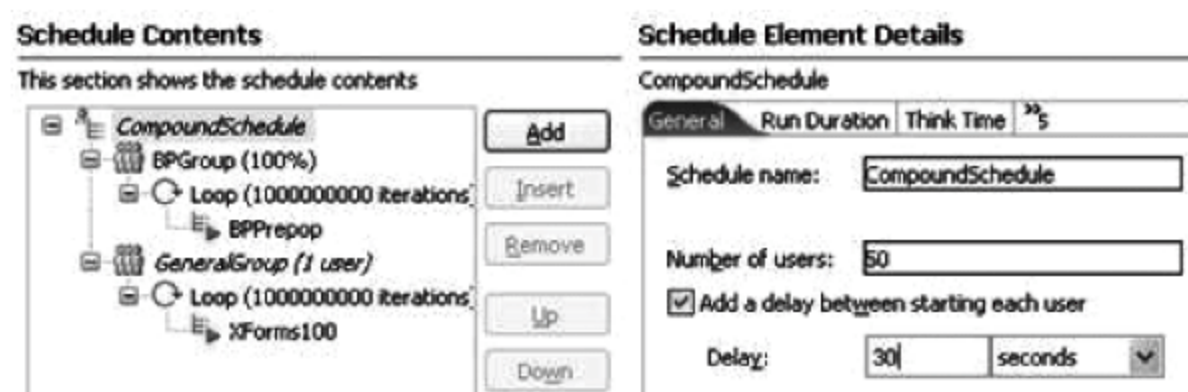 Schedule Contents
This section shows the schedule contents
CompoundSchedule
BPGroup (100%)
Loop (1000000000 iterations)
BPPrepop
GeneralGroup (1 user)
Loop (1000000000 iterations)
XForms100
Add
Insert
Remove
Up
Down
Schedule Element Details
CompoundSchedule
General Run Duration Think Time »5
Schedule name: CompoundSchedule
Number of users: 50
Add a delay between starting each user
Delay: 30 seconds